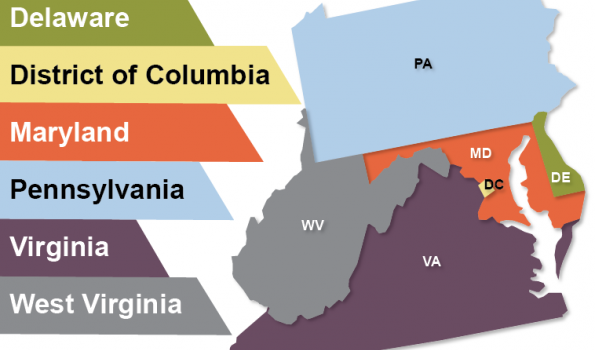 Delaware
District of Columbia
Maryland
Pennsylvania
Virginia
West Virginia
PA
MD
DE
DC
WV
VA